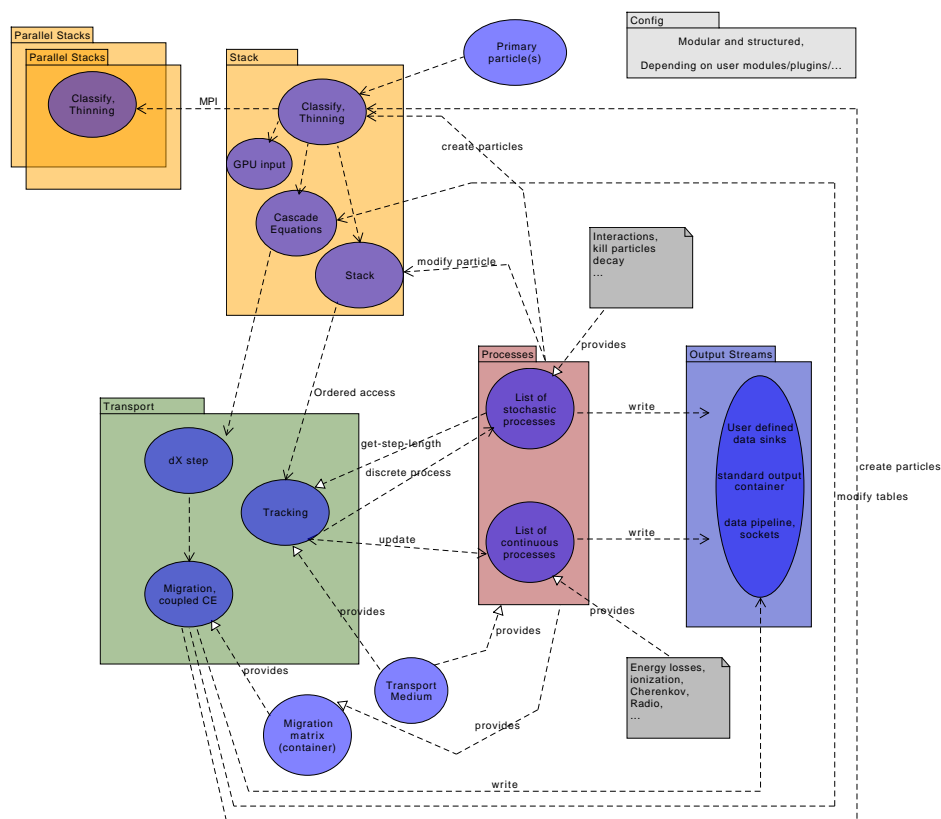 Parallel Stacks
Parallel Stacks
Classify,
Thinning
MPI
Stack
Classify,
Thinning
GPU input
Cascade
Equations
Stack
Primary
particle(s)
Config
Modular and structured,
Depending on user modules/plugins/...
create particles
modify particle
Interactions,
kill particles
decay
...
provides
Ordered access
Processes
List of
stochastic
processes
List of
continuous
processes
write
write
Output Streams
User defined
data sinks
standard output
container
data pipeline,
sockets
create particles
modify tables
Transport
dX step
Tracking
Migration,
coupled CE
get-step-length
discrete process
update
provides
provides
provides
provides
provides
Transport
Medium
Migration
matrix
(container)
Energy losses,
ionization,
Cherenkov,
Radio,
...
write